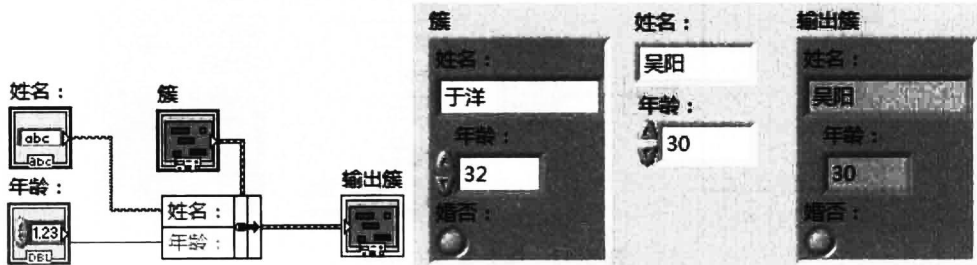 姓名：
abc
abc
年龄：
1.23
DBL
簇
姓名：
年龄：
输出簇
簇
姓名：
于洋
年龄：
32
婚否：
姓名：
吴阳
年龄：
30
输出簇
姓名：
吴阳
年龄：
30
婚否：